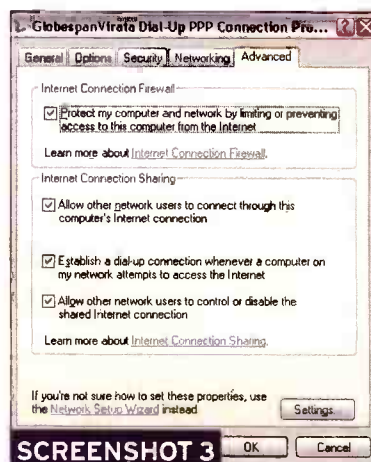 GlobespanVirata Dial-Up PPP Connection Pro...
General Options Security Networking Advanced
Internet Connection Firewall
Protect my computer and network by limiting or preventing
access to this computer from the Internet
Learn more about Internet Connection Firewall.
Internet Connection Sharing
Allow other network users to connect through this
computer's Internet connection
Establish a dial-up connection whenever a computer on
my network attempts to access the Internet
Allow other network users to control or disable the
shared Internet connection
Learn more about Internet Connection Sharing.
If you're not sure how to set these properties, use
the Network Setup Wizard instead
Settings...
SCREENSHOT 3
OK Cancel